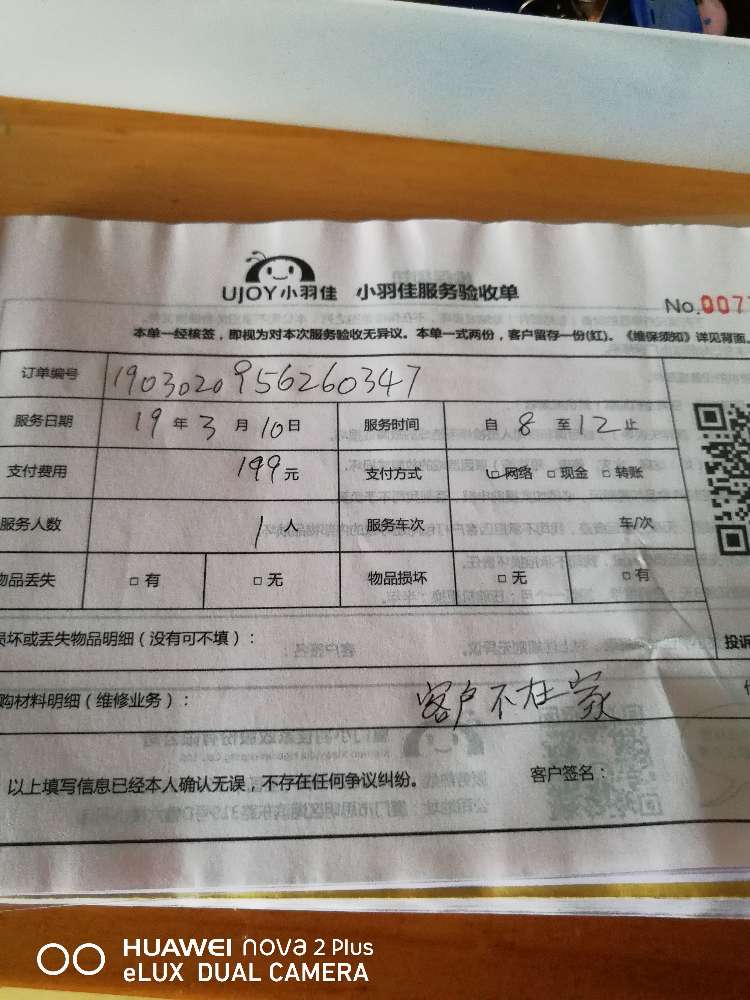 UJOY小羽佳 小羽佳服务验收单
No.007
本单一经核签，即视为对本次服务验收无异议。本单一式两份，客户留存一份(红)。《维保须知》详见背面。
订单编号 1903020956260347
服务日期 19 年 3 月 10 日 服务时间 自 8 至 12 止
支付费用 199 元 支付方式 网络 现金 转账
服务人数 1 人 服务车次 车/次
物品丢失 有 无 物品损坏 无 有
损坏或丢失物品明细（没有可不填）： 投诉
购材料明细（维修业务）： 客户不在家
以上填写信息已经本人确认无误，不存在任何争议纠纷。 客户签名：
HUAWEI nova 2 Plus
eLUX DUAL CAMERA